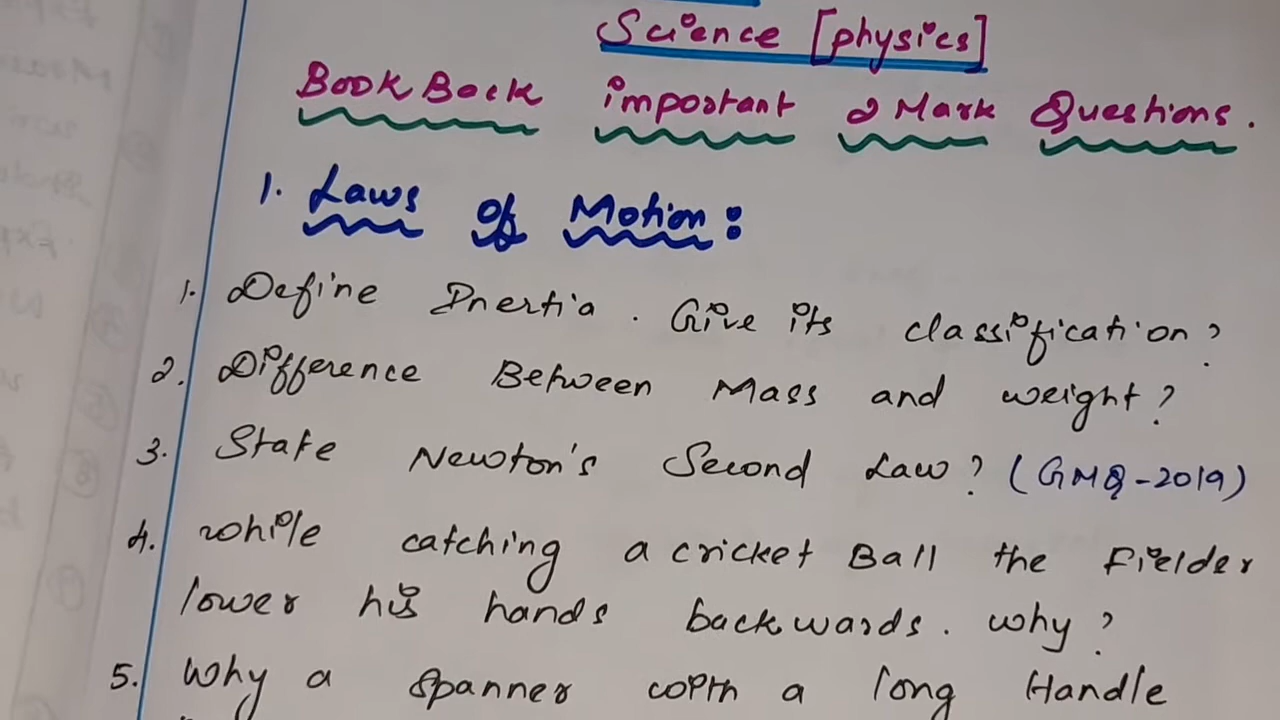 Science [physics]
Book Back important 2 Mark Questions.
1. Laws of Motion:
1. Define Inertia. Give its classification?
2. Difference Between Mass and weight?
3. State Newton's Second Law? (GMQ-2019)
4. while catching a cricket Ball the Fielder
lower his hands backwards. why?
5. Why a spanner with a long Handle